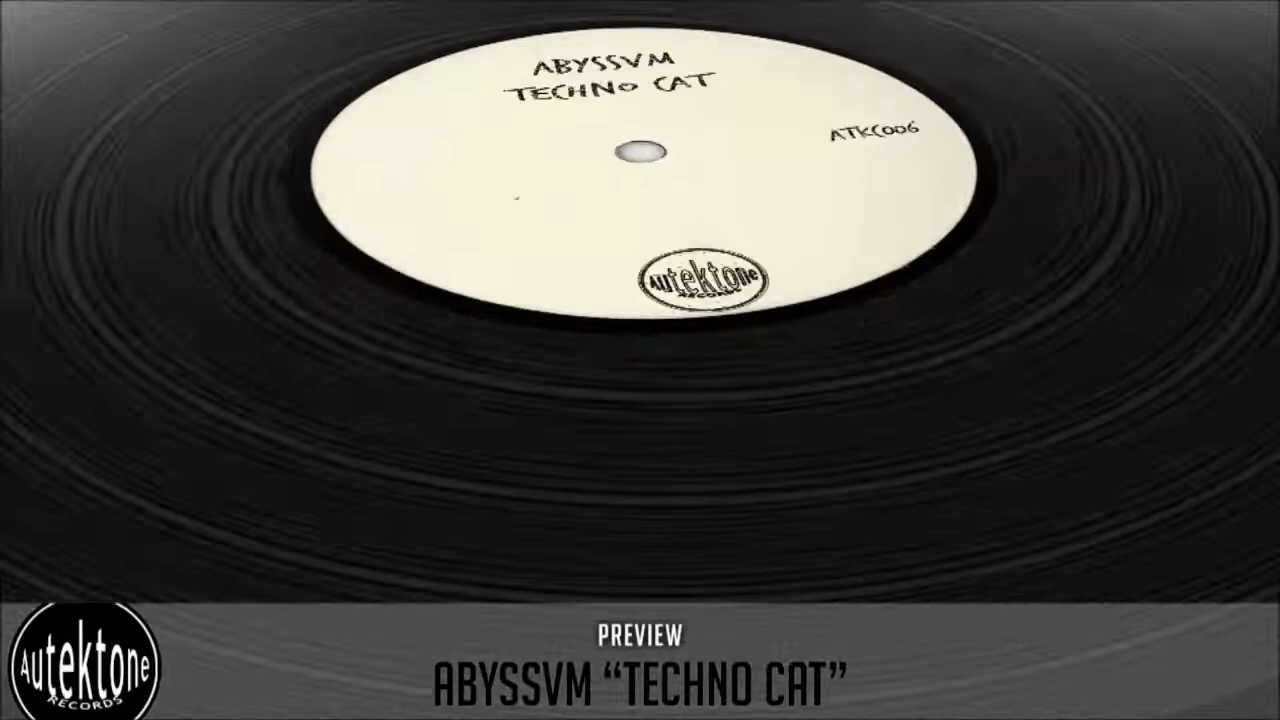 ABYSSVM
TECHNO CAT
ATKC006
Autektone
RECORDS
PREVIEW
ABYSSVM “TECHNO CAT”
Autektone
RECORDS